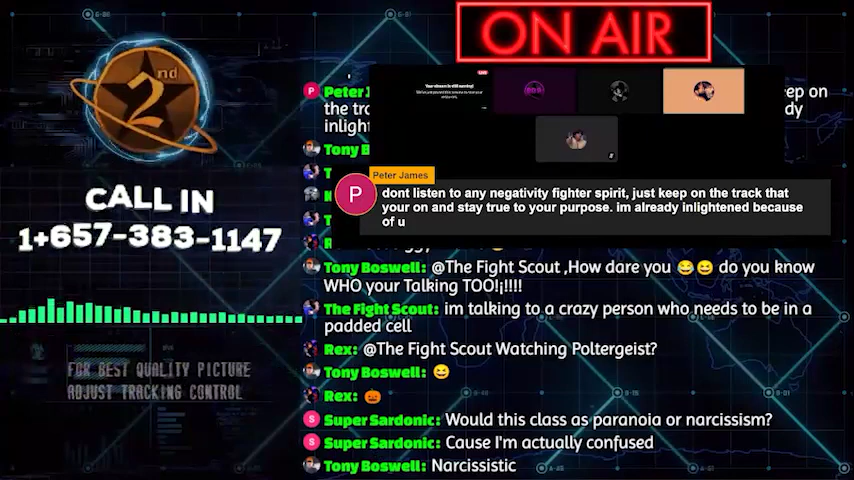 ON AIR
2nd
CALL IN
1+657-383-1147
FOR BEST QUALITY PICTURE
ADJUST TRACKING CONTROL
P
Peter
eep on
the
dy
inligh
Tony B
T
T
R
Peter James
P
dont listen to any negativity fighter spirit, just keep on the track that
your on and stay true to your purpose. im already inlightened because
of u
Tony Boswell: @The Fight Scout ,How dare you 😂😆 do you know
WHO your Talking TOO!¡!!!!
The Fight Scout: im talking to a crazy person who needs to be in a
padded cell
Rex: @The Fight Scout Watching Poltergeist?
Tony Boswell: 😆
Rex: 🎃
S Super Sardonic: Would this class as paranoia or narcissism?
S Super Sardonic: Cause I'm actually confused
Tony Boswell: Narcissistic